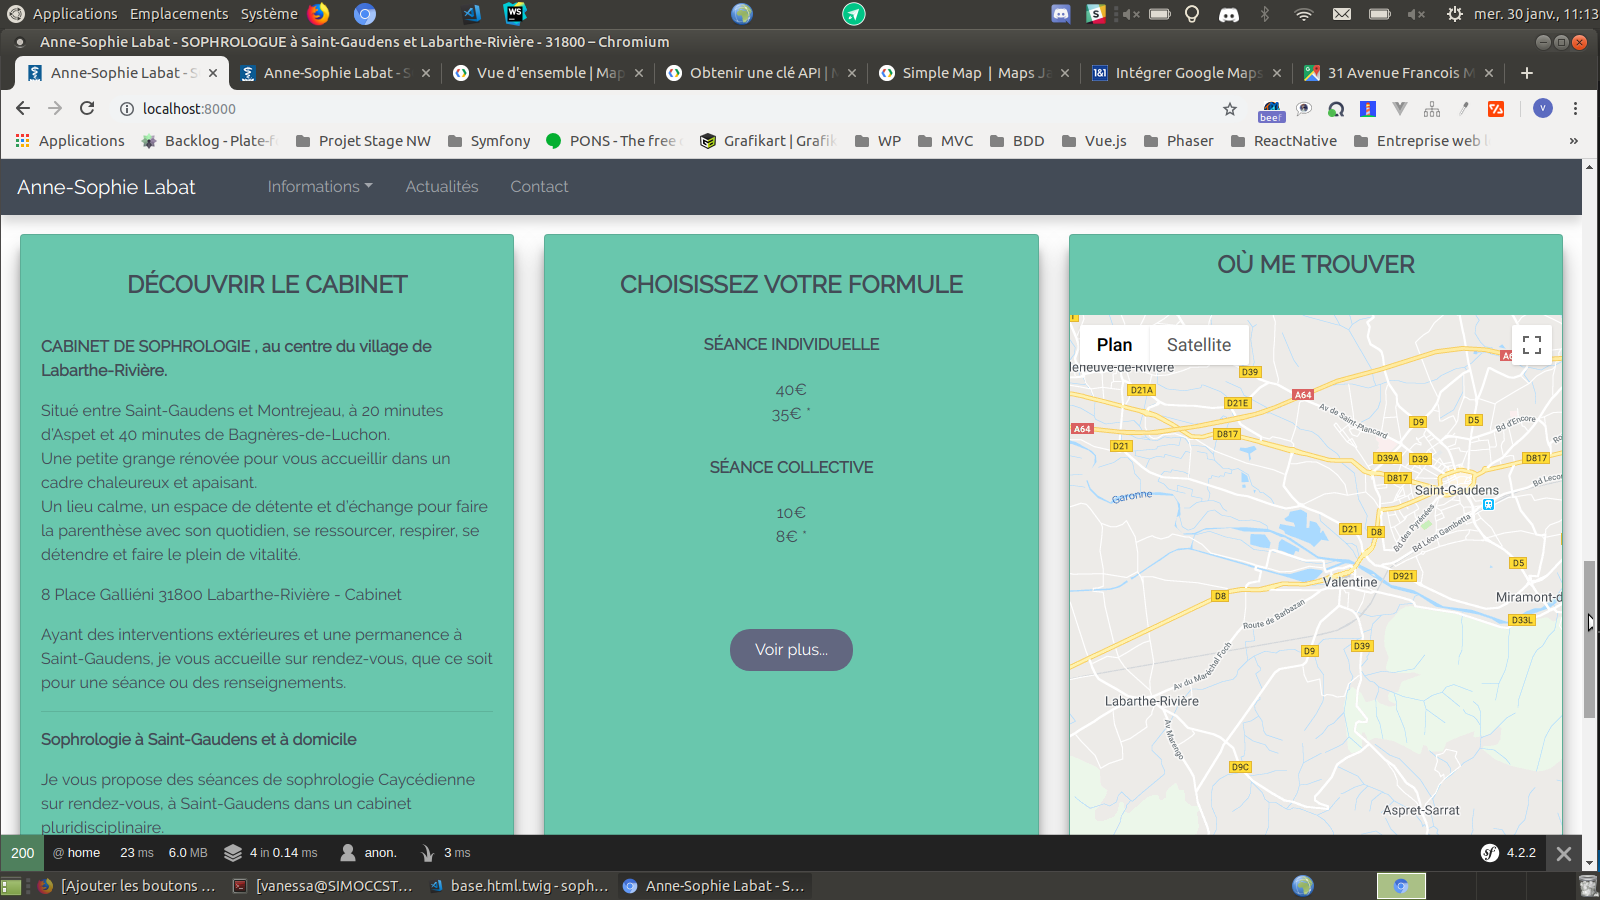 Applications Emplacements Système mer. 30 janv., 11:13
Anne-Sophie Labat - SOPHROLOGUE à Saint-Gaudens et Labarthe-Rivière - 31800 – Chromium
Anne-Sophie Labat - S Anne-Sophie Labat - S Vue d'ensemble | Map Obtenir une clé API | M Simple Map | Maps Ja Intégrer Google Maps 31 Avenue Francois M
localhost:8000
beef
V
Applications Backlog - Plate-f Projet Stage NW Symfony PONS - The free Grafikart | Grafik WP MVC BDD Vue.js Phaser ReactNative Entreprise web »
Anne-Sophie Labat Informations Actualités Contact
DÉCOUVRIR LE CABINET
CABINET DE SOPHROLOGIE , au centre du village de
Labarthe-Rivière.
Situé entre Saint-Gaudens et Montrejeau, à 20 minutes
d'Aspet et 40 minutes de Bagnères-de-Luchon.
Une petite grange rénovée pour vous accueillir dans un
cadre chaleureux et apaisant.
Un lieu calme, un espace de détente et d'échange pour faire
la parenthèse avec son quotidien, se ressourcer, respirer, se
détendre et faire le plein de vitalité.
8 Place Galliéni 31800 Labarthe-Rivière - Cabinet
Ayant des interventions extérieures et une permanence à
Saint-Gaudens, je vous accueille sur rendez-vous, que ce soit
pour une séance ou des renseignements.
Sophrologie à Saint-Gaudens et à domicile
Je vous propose des séances de sophrologie Caycédienne
sur rendez-vous, à Saint-Gaudens dans un cabinet
pluridisciplinaire.
CHOISISSEZ VOTRE FORMULE
SÉANCE INDIVIDUELLE
40€
35€ *
SÉANCE COLLECTIVE
10€
8€ *
Voir plus...
OÙ ME TROUVER
Plan Satellite
leneuve-de-Rivière
D39
D21A A64
D21E
Av de Saint-Plancard
D9 D5 Bd d'Encore
A64 D817
D21
D39A D39 D817
D817
Saint-Gaudens
Bd Leco
Garonne
Bd des Pyrénées
Bd Léon Gambetta
D21 D8
D5
Valentine D921
D8 Miramont-d
Route de Barbazan
D33L
D9 D39
Av du Maréchal Foch
Labarthe-Rivière
Av Marengo
D9C
Aspret-Sarrat
200 @ home 23 ms 6.0 MB 4 in 0.14 ms anon. 3 ms 4.2.2
[Ajouter les boutons ... [vanessa@SIMOCCST... base.html.twig - soph... Anne-Sophie Labat - S...